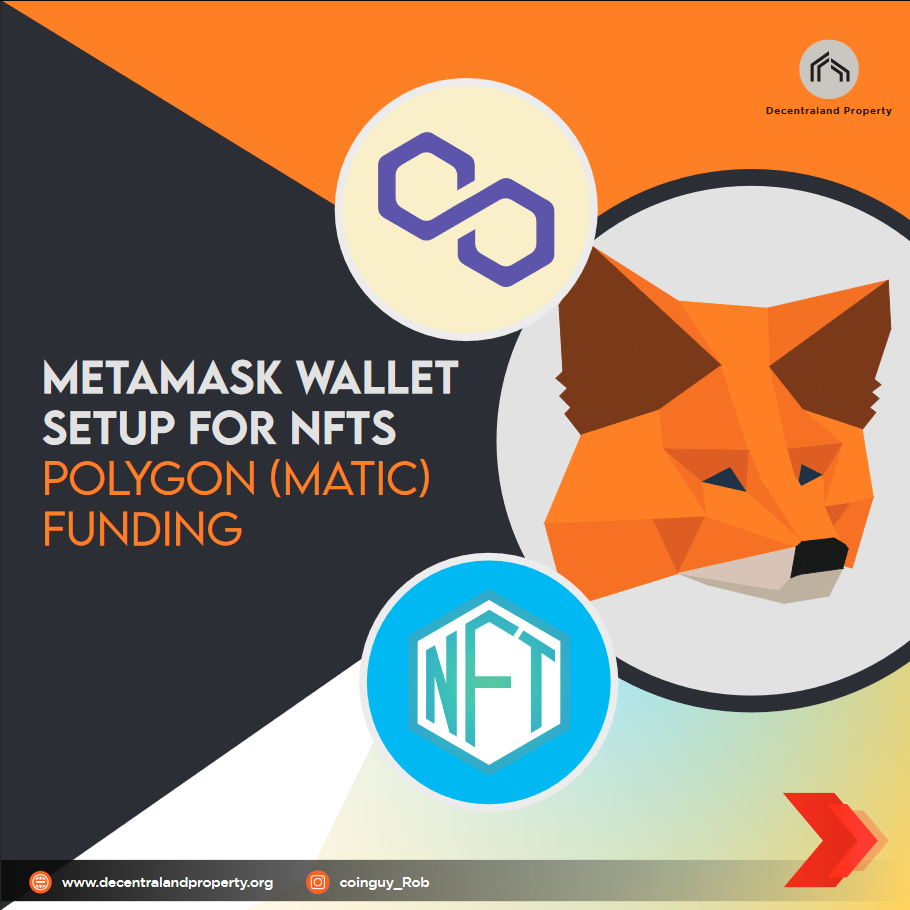 Decentraland Property
METAMASK WALLET
SETUP FOR NFTS
POLYGON (MATIC)
FUNDING
NFT
www.decentralandproperty.org
coinguy_Rob